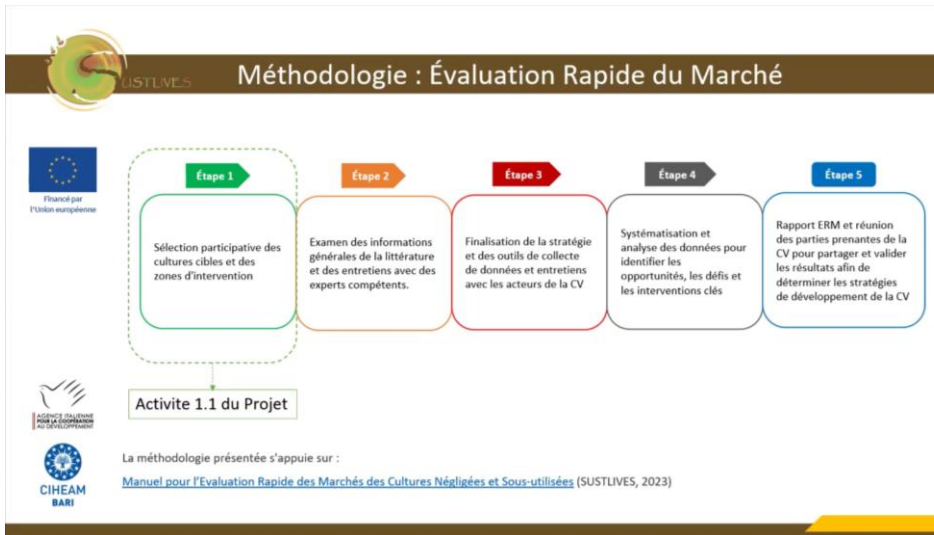 USTLIVES
Méthodologie : Évaluation Rapide du Marché
Financé par
l'Union européenne
Étape 1
Sélection participative des
cultures cibles et des
zones d'intervention
Étape 2
Examen des informations
générales de la littérature
et des entretiens avec des
experts compétents.
Étape 3
Finalisation de la stratégie
et des outils de collecte
de données et entretiens
avec les acteurs de la CV
Étape 4
Systématisation et
analyse des données pour
identifier les
opportunités, les défis et
les interventions clés
Étape 5
Rapport ERM et réunion
des parties prenantes de la
CV pour partager et valider
les résultats afin de
déterminer les stratégies
de développement de la CV
Activite 1.1 du Projet
AGENCE ITALIENNE
POUR LA COOPÉRATION
AU DÉVELOPPEMENT
CIHEAM
BARI
La méthodologie présentée s'appuie sur :
Manuel pour l'Evaluation Rapide des Marchés des Cultures Négligées et Sous-utilisées (SUSTLIVES, 2023)